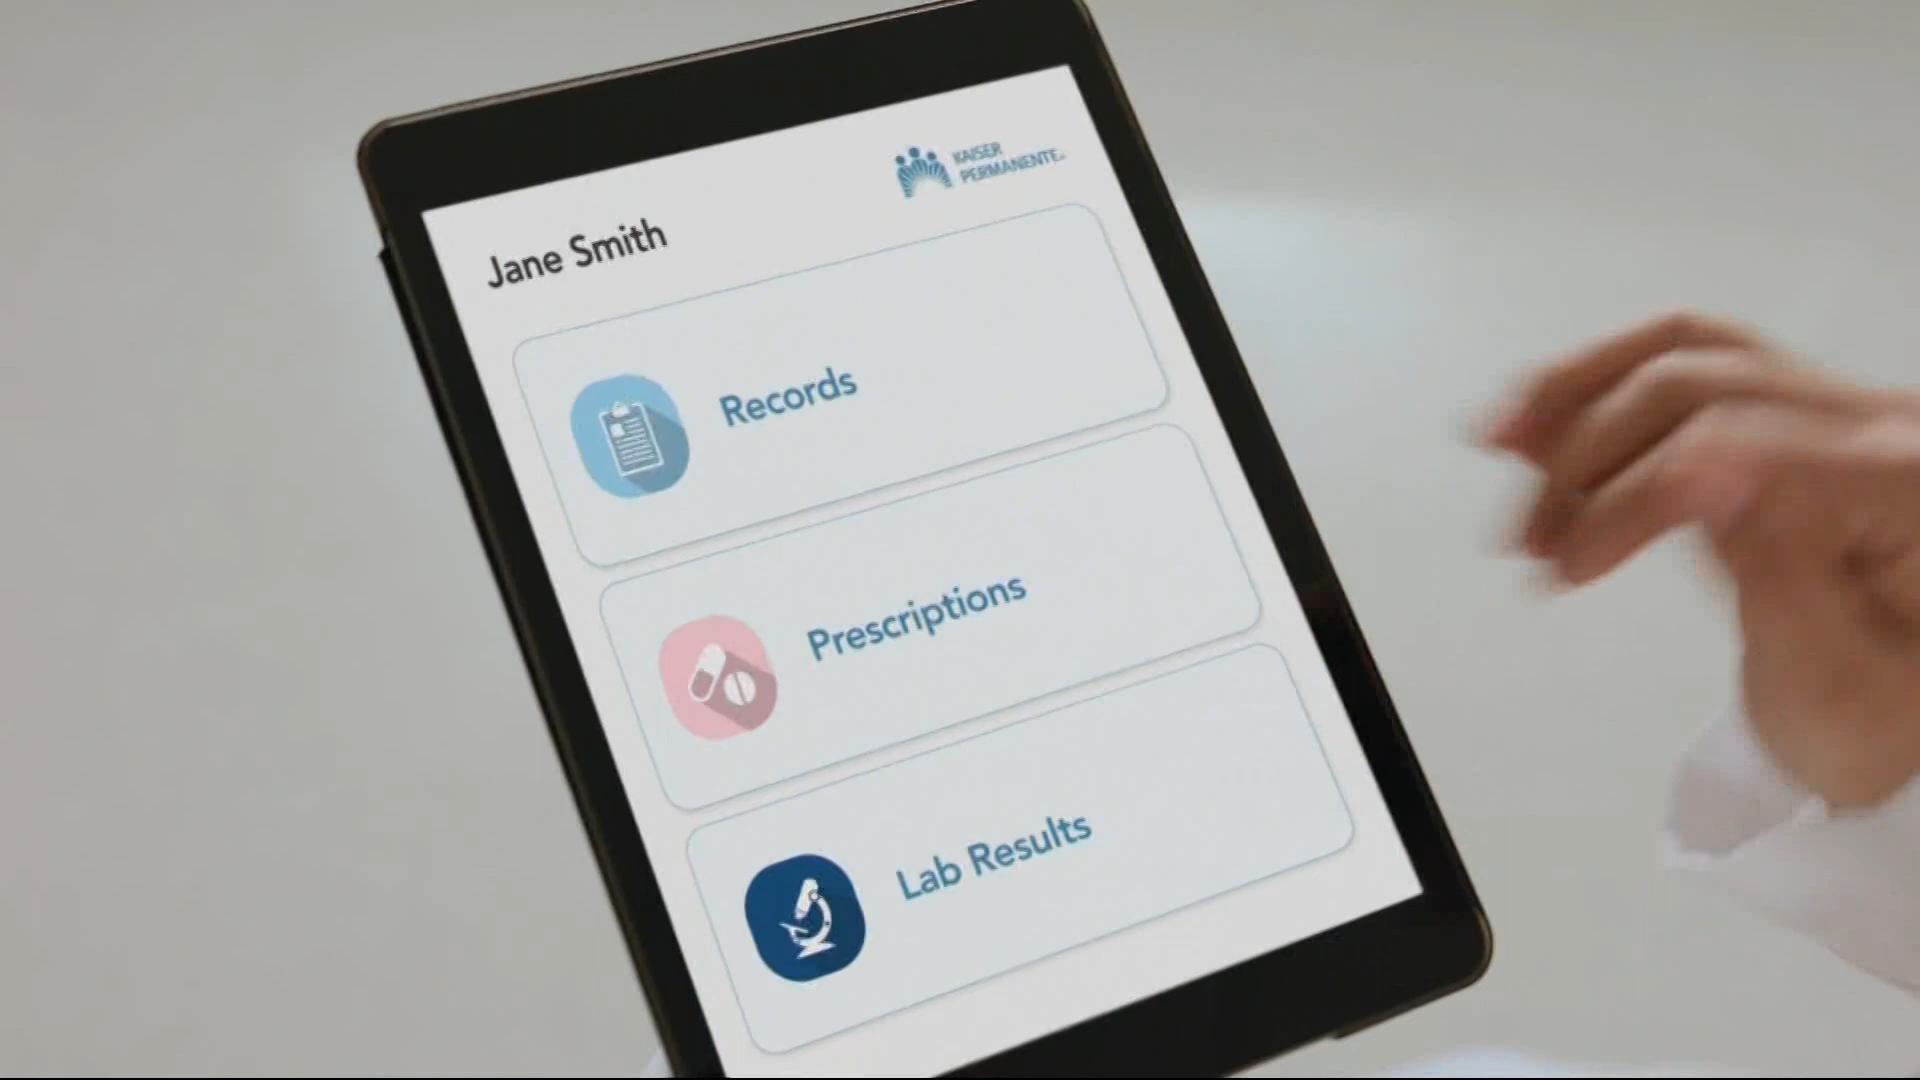 KAISER
PERMANENTE
Jane Smith
Records
Prescriptions
Lab Results